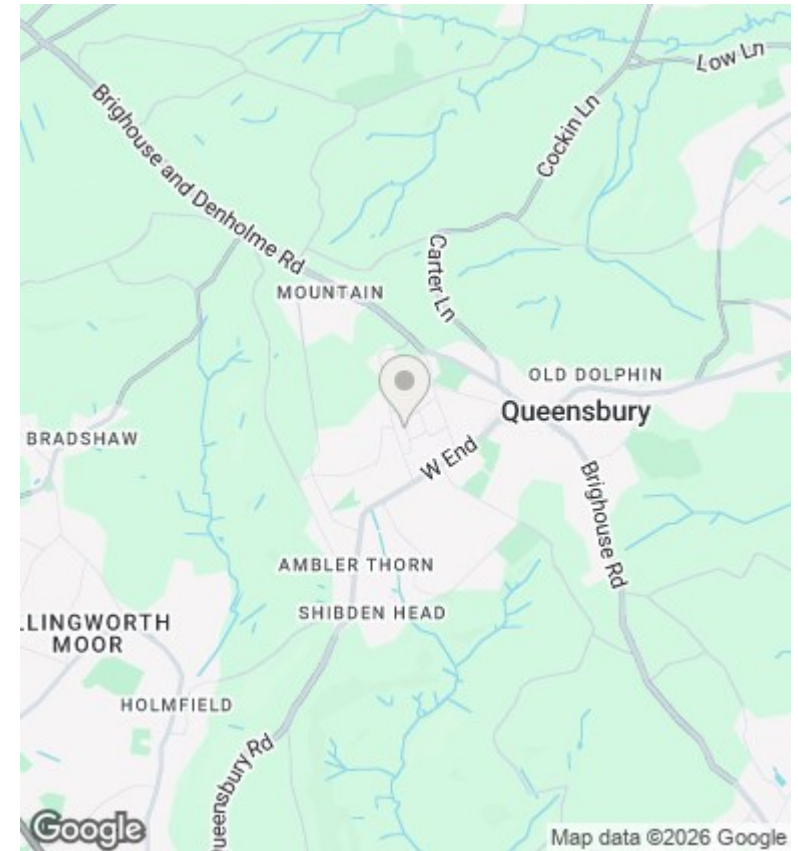 Low Ln
Cockin Ln
Brighouse and Denholme Rd
Carter Ln
MOUNTAIN
OLD DOLPHIN
Queensbury
BRADSHAW
W End
Brighouse Rd
AMBLER THORN
SHIBDEN HEAD
LLINGWORTH
MOOR
HOLMFIELD
ueensbury Rd
Google
Map data ©2026 Google